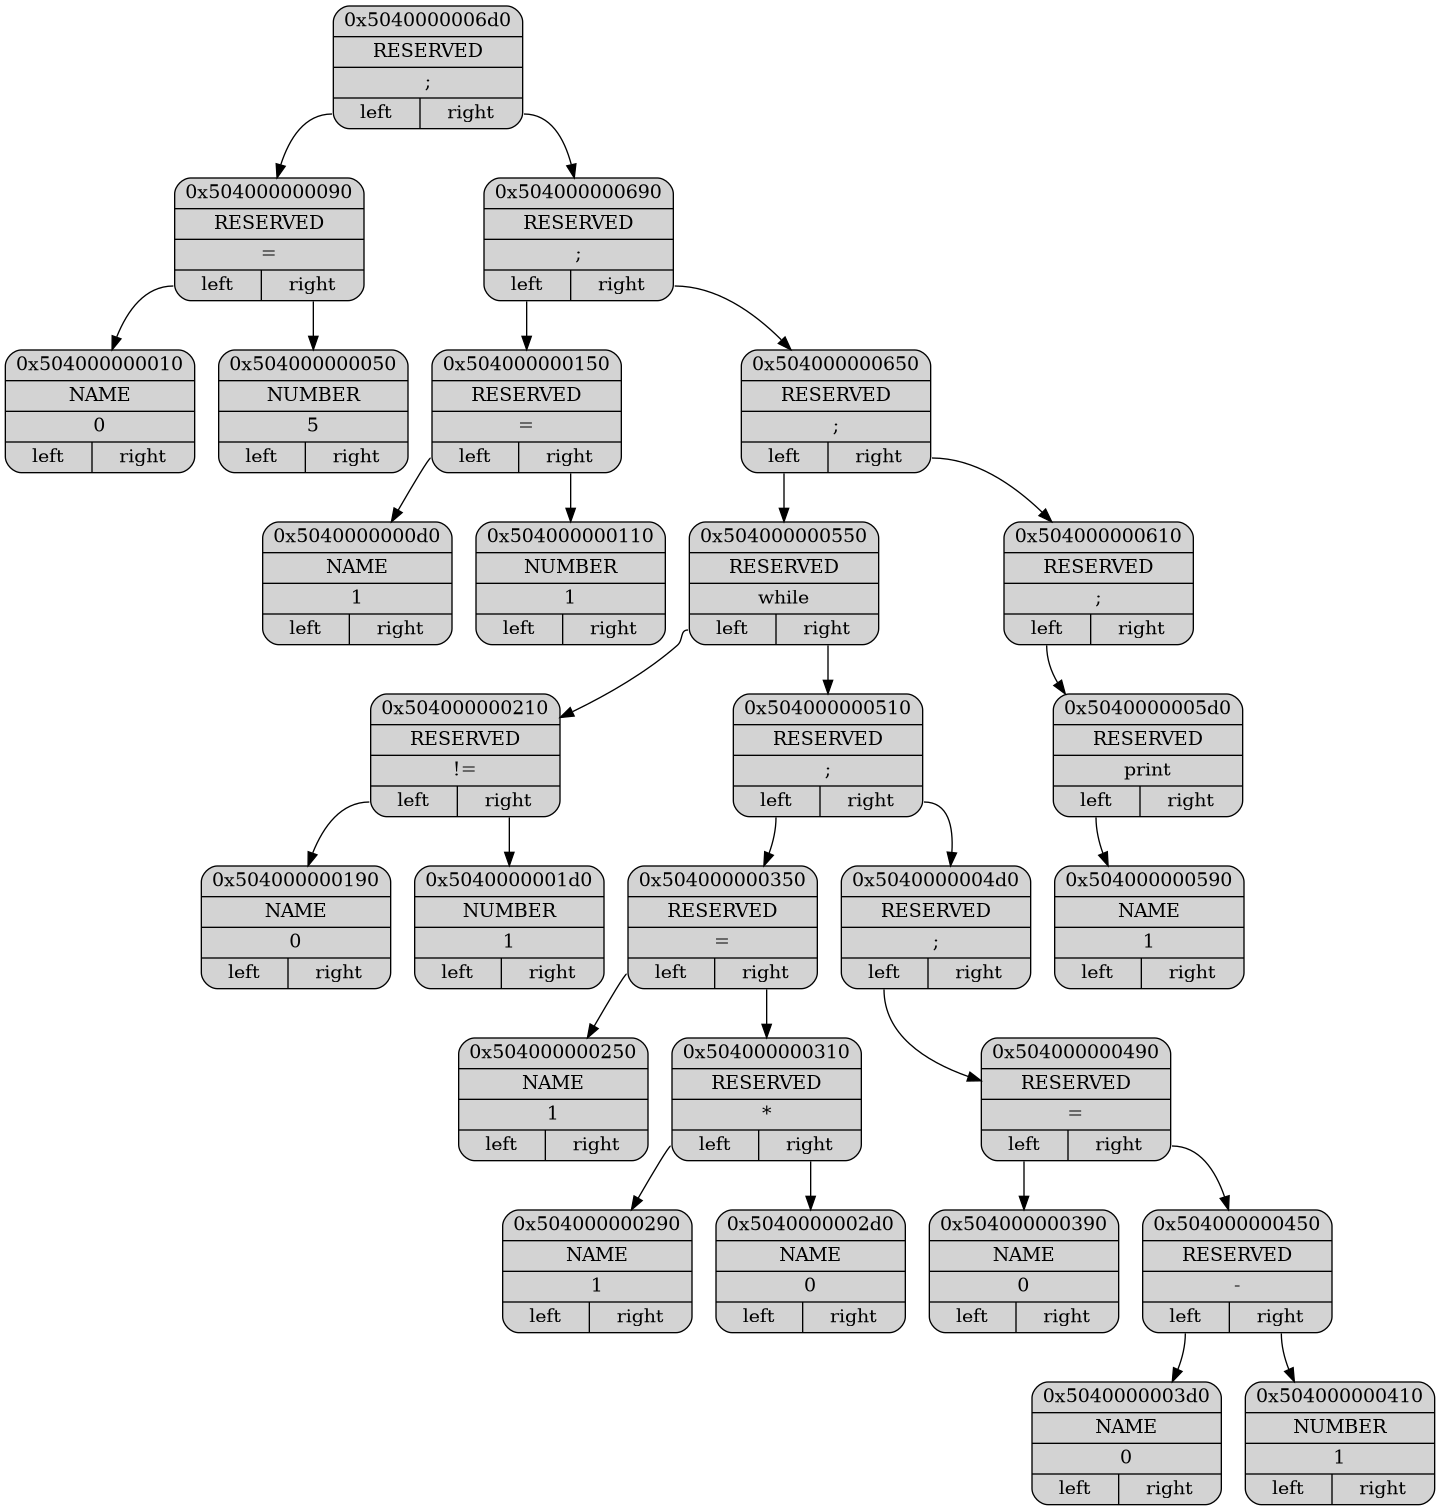 0x5040000006d0
RESERVED
;
left right
0x504000000090
RESERVED
=
left right
0x504000000690
RESERVED
;
left right
0x504000000010
NAME
0
left right
0x504000000050
NUMBER
5
left right
0x504000000150
RESERVED
=
left right
0x504000000650
RESERVED
;
left right
0x5040000000d0
NAME
1
left right
0x504000000110
NUMBER
1
left right
0x504000000550
RESERVED
while
left right
0x504000000610
RESERVED
;
left right
0x504000000210
RESERVED
!=
left right
0x504000000510
RESERVED
;
left right
0x5040000005d0
RESERVED
print
left right
0x504000000190
NAME
0
left right
0x5040000001d0
NUMBER
1
left right
0x504000000350
RESERVED
=
left right
0x5040000004d0
RESERVED
;
left right
0x504000000590
NAME
1
left right
0x504000000250
NAME
1
left right
0x504000000310
RESERVED
*
left right
0x504000000490
RESERVED
=
left right
0x504000000290
NAME
1
left right
0x5040000002d0
NAME
0
left right
0x504000000390
NAME
0
left right
0x504000000450
RESERVED
-
left right
0x5040000003d0
NAME
0
left right
0x504000000410
NUMBER
1
left right